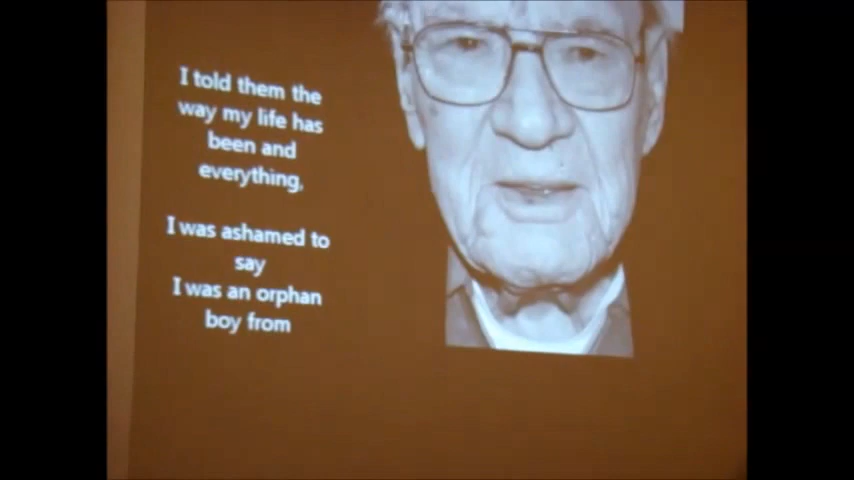 I told them the
way my life has
been and
everything,
I was ashamed to
say
I was an orphan
boy from